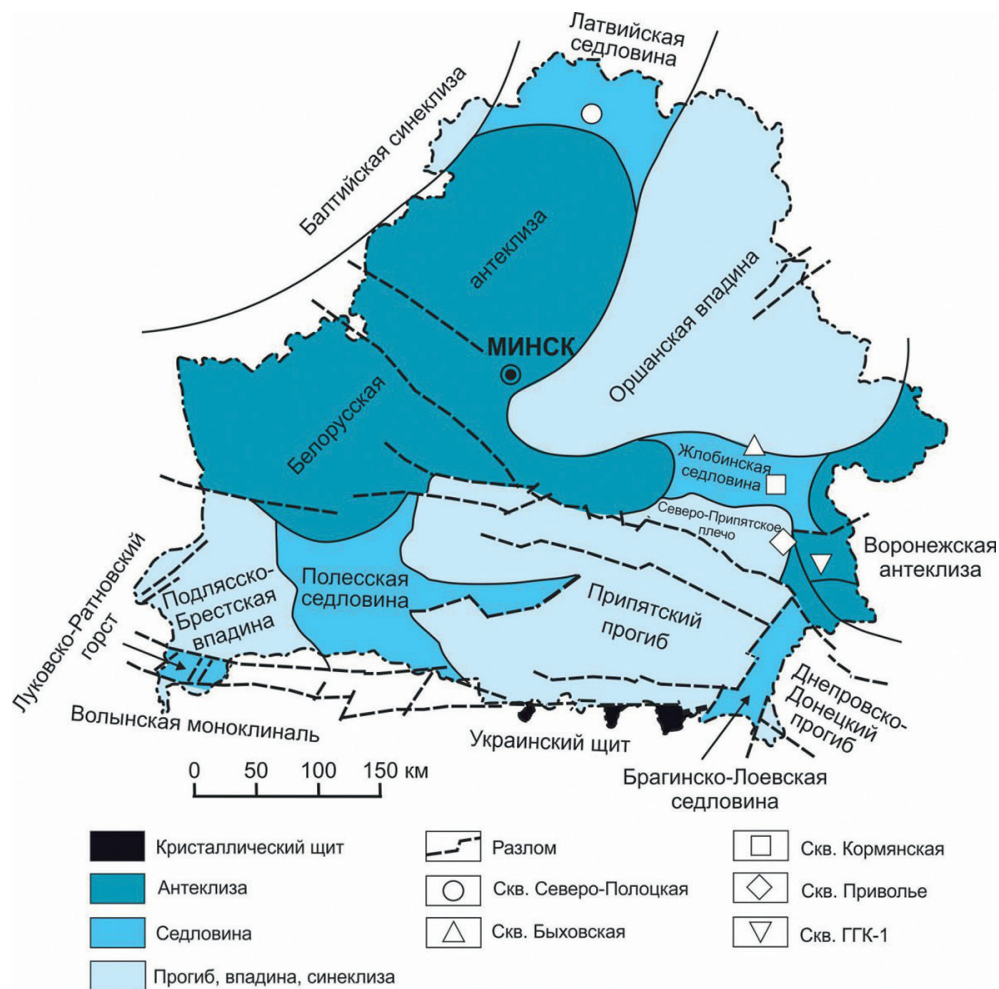 Латвийская
седловина
Балтийская синеклиза
антеклиза
Оршанская впадина
МИНСК
Белорусская
Жлобинская
седловина
Северо-Припятское
плечо
Воронежская
антеклиза
Луковско-Ратновский
горст
Подлясско-
Брестская
впадина
Полесская
седловина
Припятский
прогиб
Днепровско-
Донецкий
прогиб
Волынская моноклиналь
Украинский щит
Брагинско-Лоевская
седловина
0 50 100 150 км
Кристаллический щит
Антеклиза
Седловина
Прогиб, впадина, синеклиза
Разлом
Скв. Северо-Полоцкая
Скв. Быховская
Скв. Кормянская
Скв. Приволье
Скв. ГГК-1